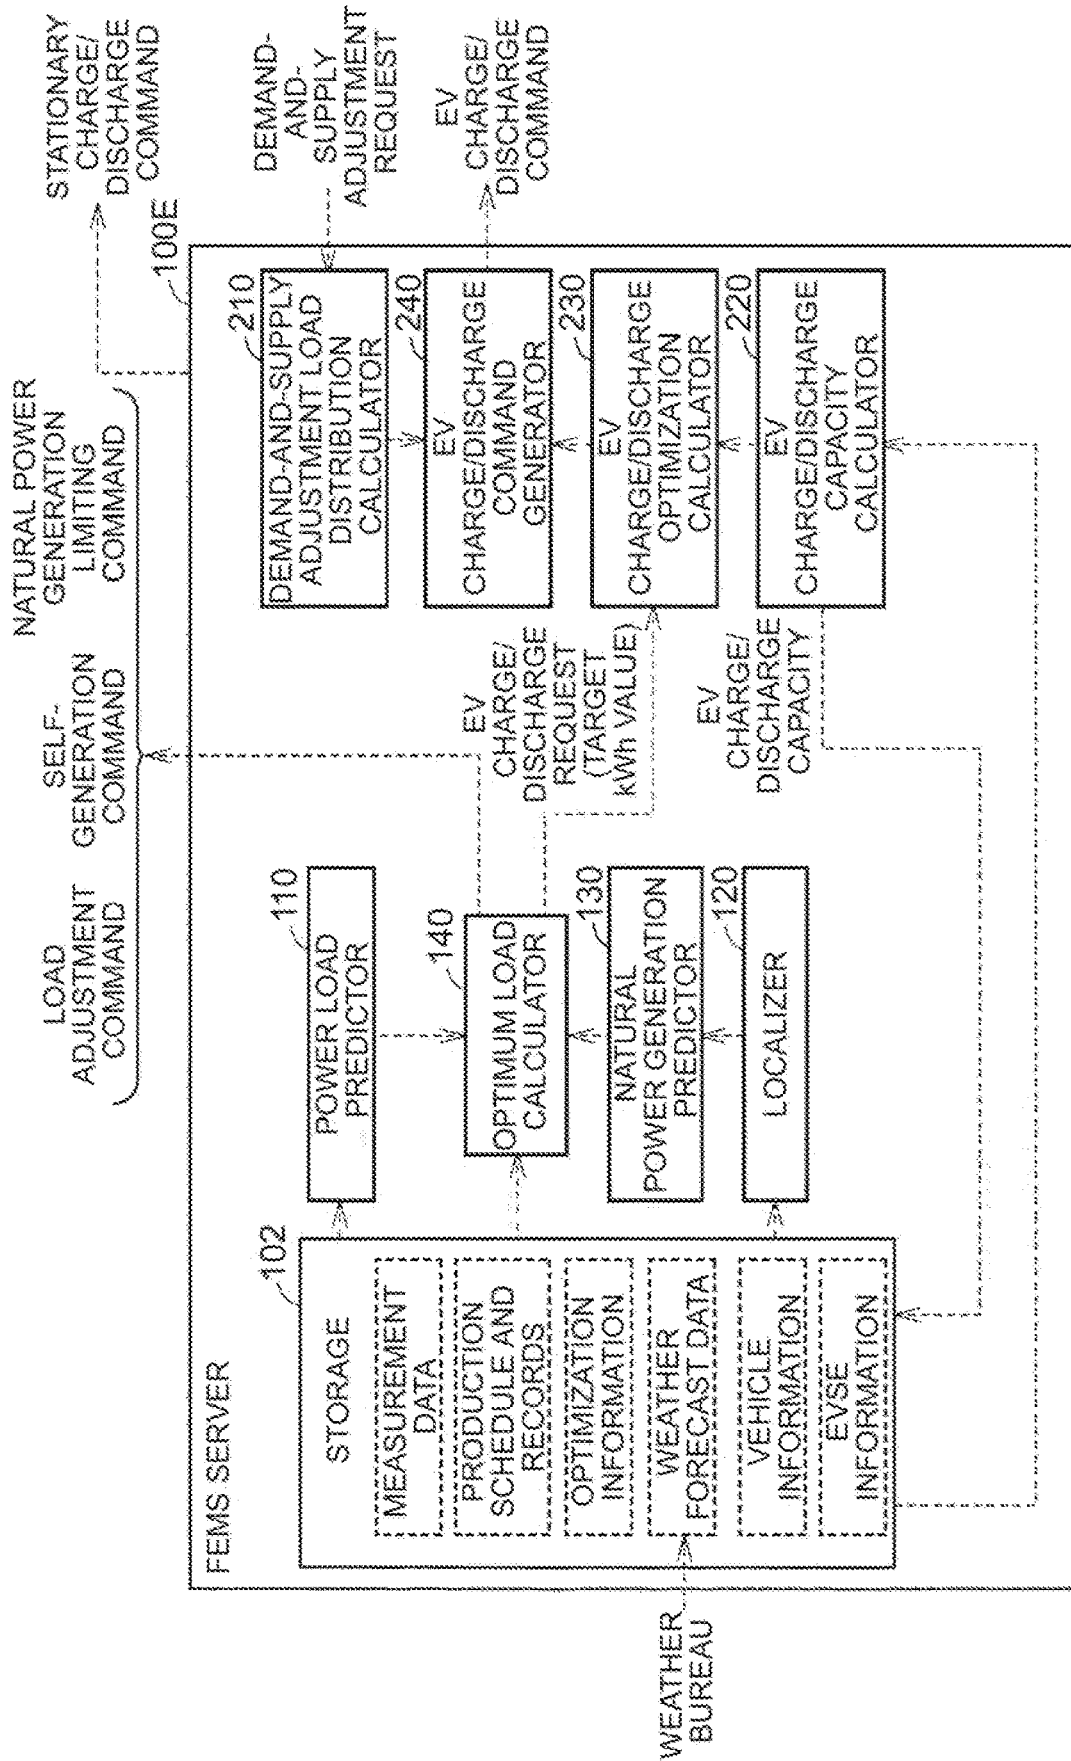 LOAD
ADJUSTMENT
COMMAND
SELF-
GENERATION
COMMAND
NATURAL POWER
GENERATION
LIMITING
COMMAND
STATIONARY
CHARGE/
DISCHARGE
COMMAND
100E
FEMS SERVER
102
STORAGE
MEASUREMENT
DATA
PRODUCTION
SCHEDULE AND
RECORDS
OPTIMIZATION
INFORMATION
WEATHER
FORECAST DATA
VEHICLE
INFORMATION
EVSE
INFORMATION
WEATHER
BUREAU
110
POWER LOAD
PREDICTOR
140
OPTIMUM LOAD
CALCULATOR
130
NATURAL
POWER GENERATION
PREDICTOR
120
LOCALIZER
EV
CHARGE/
DISCHARGE
REQUEST
(TARGET
kWh VALUE)
EV
CHARGE/
DISCHARGE
CAPACITY
210
DEMAND-AND-SUPPLY
ADJUSTMENT LOAD
DISTRIBUTION
CALCULATOR
240
EV
CHARGE/DISCHARGE
COMMAND
GENERATOR
230
EV
CHARGE/DISCHARGE
OPTIMIZATION
CALCULATOR
220
EV
CHARGE/DISCHARGE
CAPACITY
CALCULATOR
DEMAND-
AND-
SUPPLY
ADJUSTMENT
REQUEST
EV
CHARGE/
DISCHARGE
COMMAND